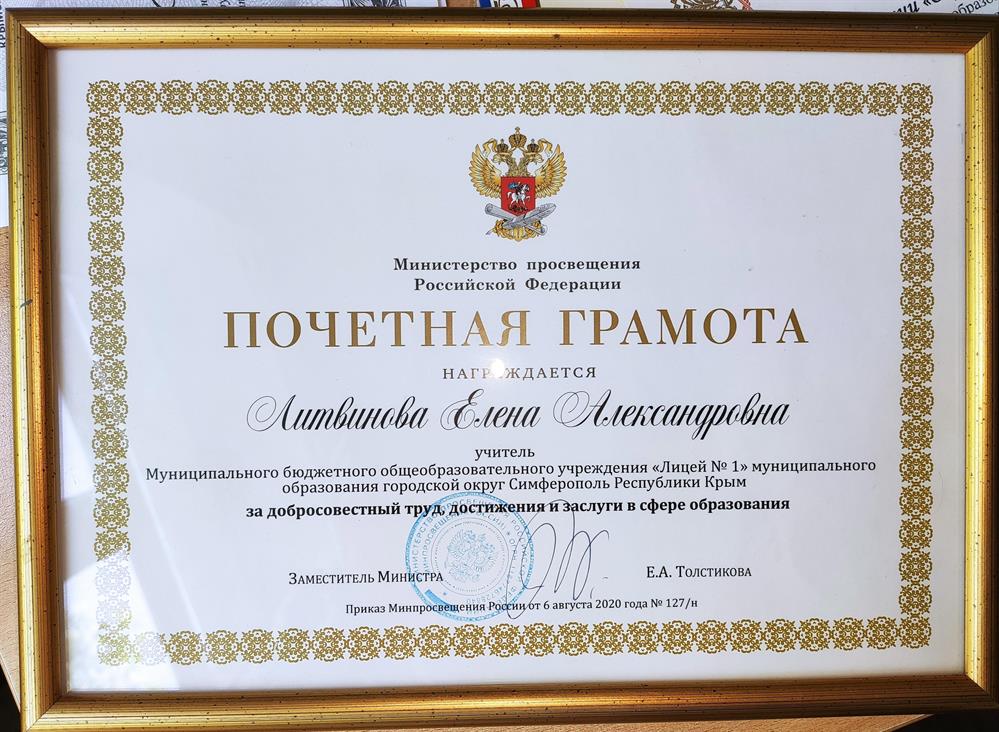 Министерство просвещения
Российской Федерации
ПОЧЕТНАЯ ГРАМОТА
НАГРАЖДАЕТСЯ
Литвинова Елена Александровна
учитель
Муниципального бюджетного общеобразовательного учреждения «Лицей № 1» муниципального
образования городской округ Симферополь Республики Крым
за добросовестный труд, достижения и заслуги в сфере образования
Заместитель Министра Е.А. Толстикова
Приказ Минпросвещения России от 6 августа 2020 года № 127/н